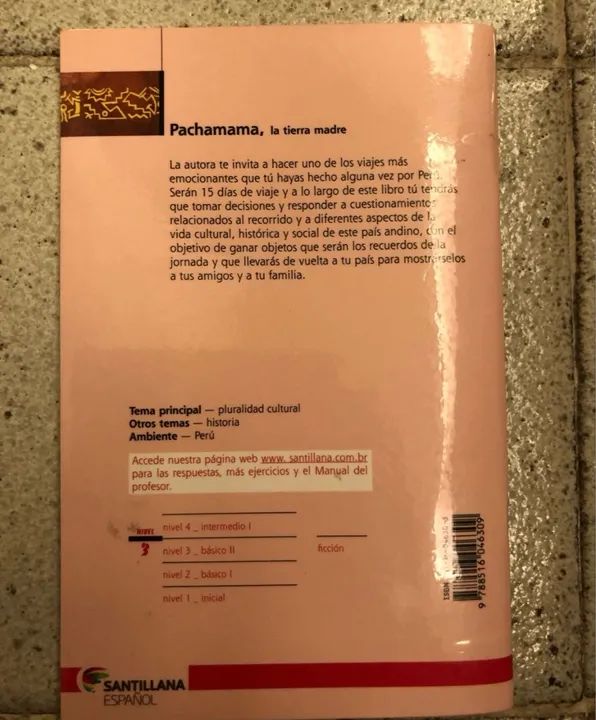 Pachamama, la tierra madre
La autora te invita a hacer uno de los viajes más
emocionantes que tú hayas hecho alguna vez por Perú.
Serán 15 días de viaje y a lo largo de este libro tú tendrás
que tomar decisiones y responder a cuestionamientos
relacionados al recorrido y a diferentes aspectos de la
vida cultural, histórica y social de este país andino, con el
objetivo de ganar objetos que serán los recuerdos de la
jornada y que llevarás de vuelta a tu país para mostrárselos
a tus amigos y a tu familia.
Tema principal — pluralidad cultural
Otros temas — historia
Ambiente — Perú
Accede nuestra página web www. santillana.com.br
para las respuestas, más ejercicios y el Manual del
profesor.
nivel 4 _ intermedio I
NIVEL
3
nivel 3 _ básico II
ficción
nivel 2 _ básico I
nivel 1 _ inicial
ISBN
9 788516 046309
SANTILLANA
ESPAÑOL